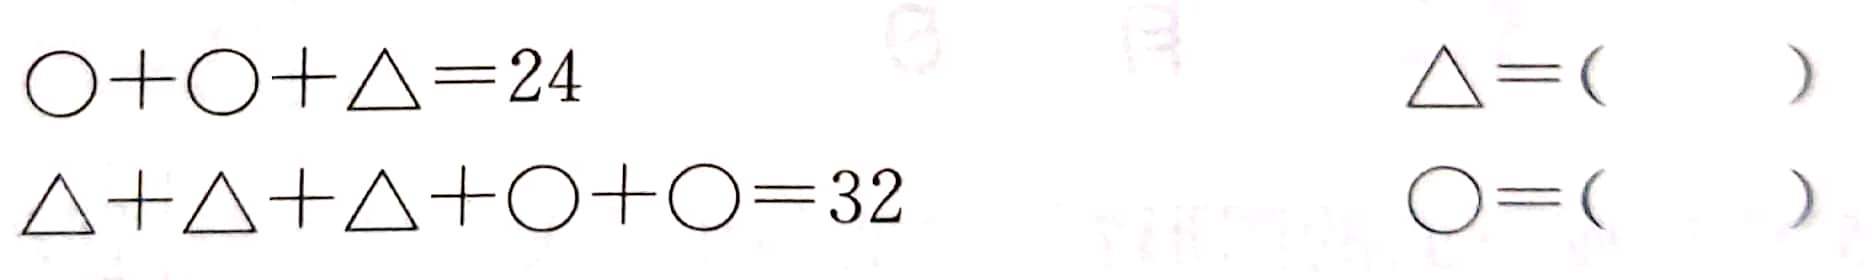 ○+○+△=24 △=( )
△+△+△+○+○=32 ○=( )